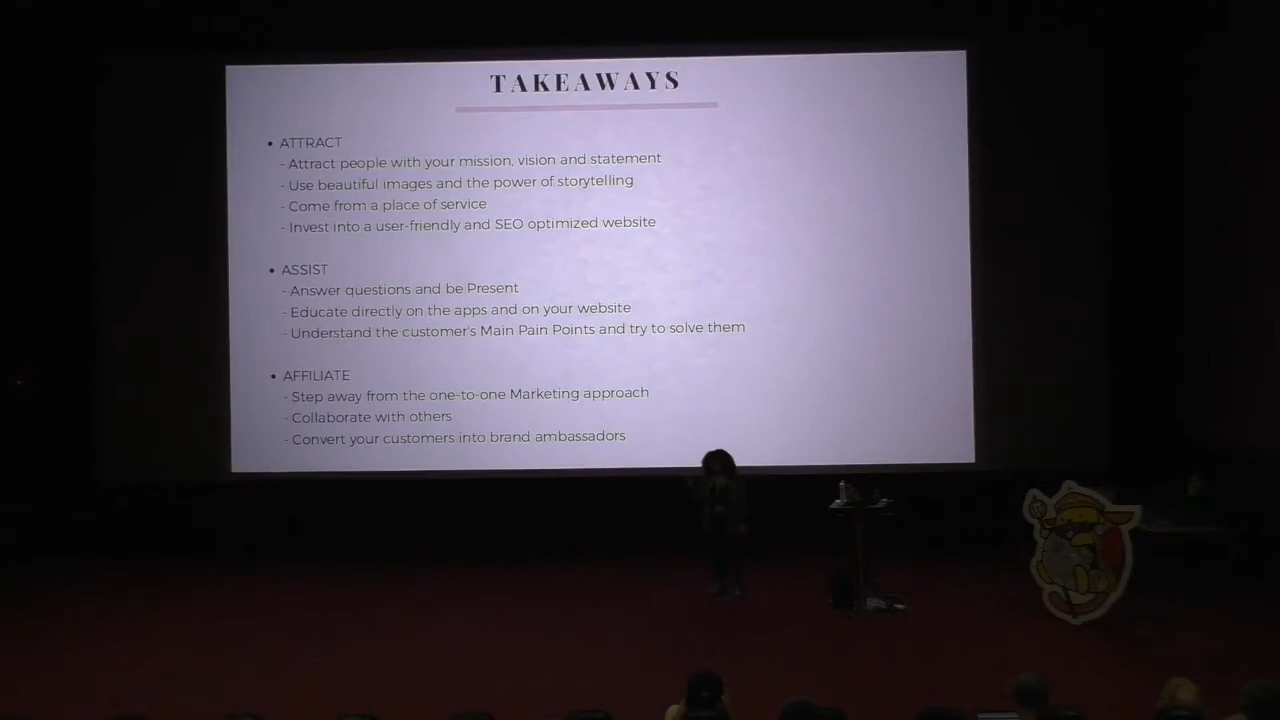 TAKEAWAYS
• ATTRACT
- Attract people with your mission, vision and statement
- Use beautiful images and the power of storytelling
- Come from a place of service
- Invest into a user-friendly and SEO optimized website
• ASSIST
- Answer questions and be Present
- Educate directly on the apps and on your website
- Understand the customer's Main Pain Points and try to solve them
• AFFILIATE
- Step away from the one-to-one Marketing approach
- Collaborate with others
- Convert your customers into brand ambassadors